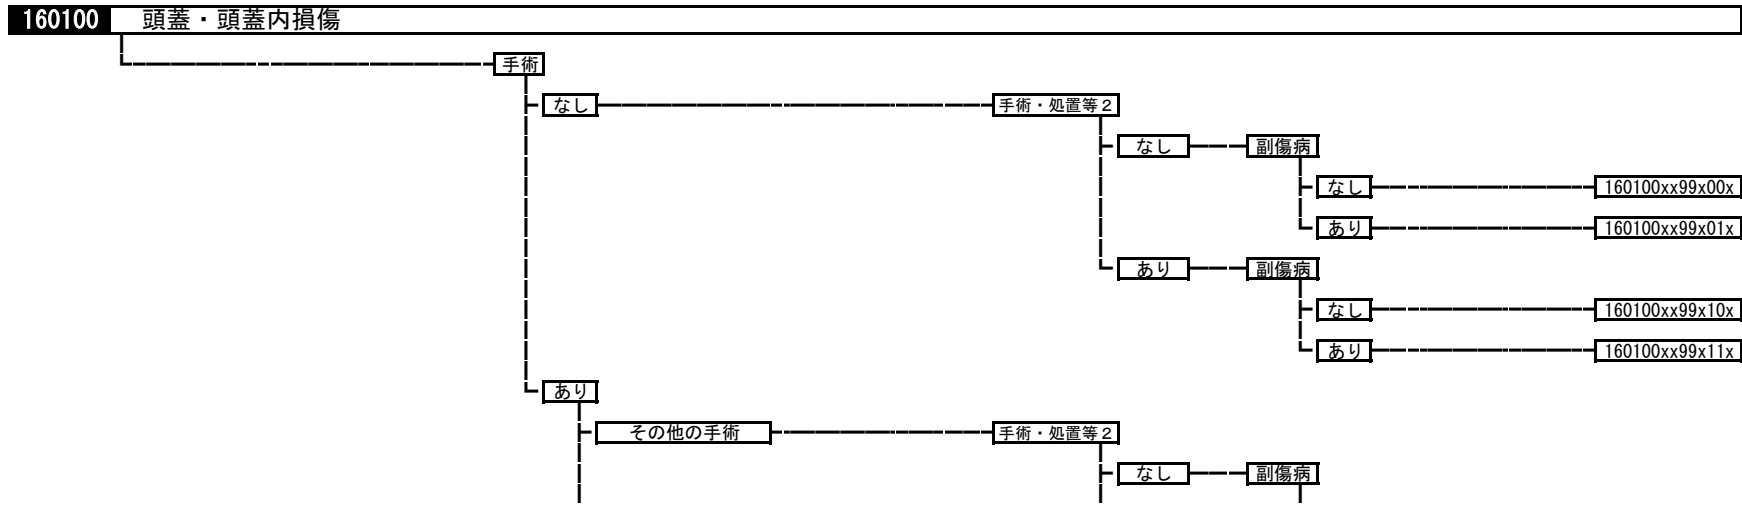 160100 頭蓋・頭蓋内損傷
手術
なし 手術・処置等２
なし 副傷病
なし 160100xx99x00x
あり 160100xx99x01x
あり 副傷病
なし 160100xx99x10x
あり 160100xx99x11x
あり
その他の手術 手術・処置等２
なし 副傷病